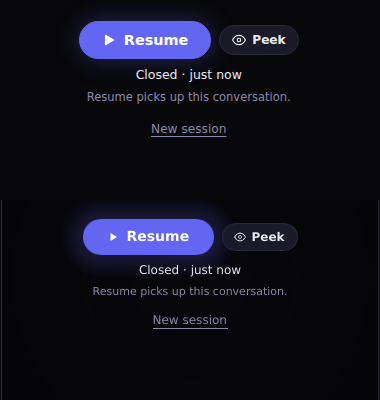 Resume Peek
Closed · just now
Resume picks up this conversation.
New session
Resume Peek
Closed · just now
Resume picks up this conversation.
New session